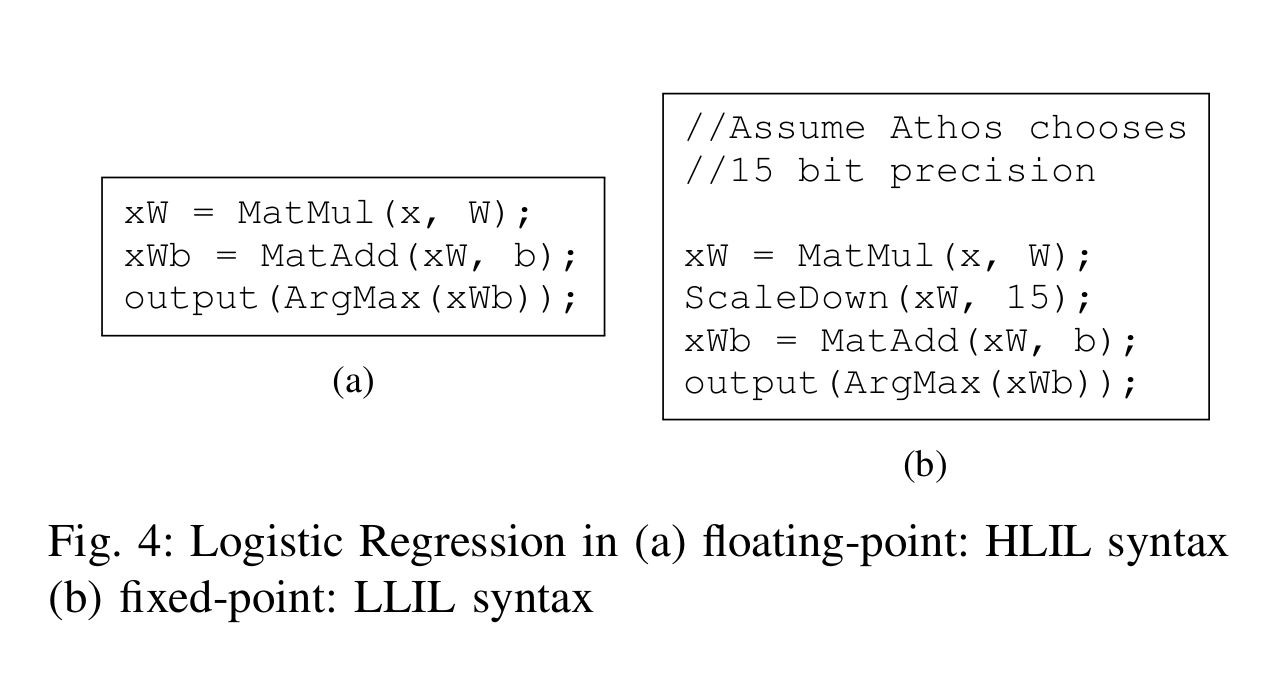 xW = MatMul(x, W);
xWb = MatAdd(xW, b);
output(ArgMax(xWb));
(a)
//Assume Athos chooses
//15 bit precision
xW = MatMul(x, W);
ScaleDown(xW, 15);
xWb = MatAdd(xW, b);
output(ArgMax(xWb));
(b)
Fig. 4: Logistic Regression in (a) floating-point: HLIL syntax
(b) fixed-point: LLIL syntax